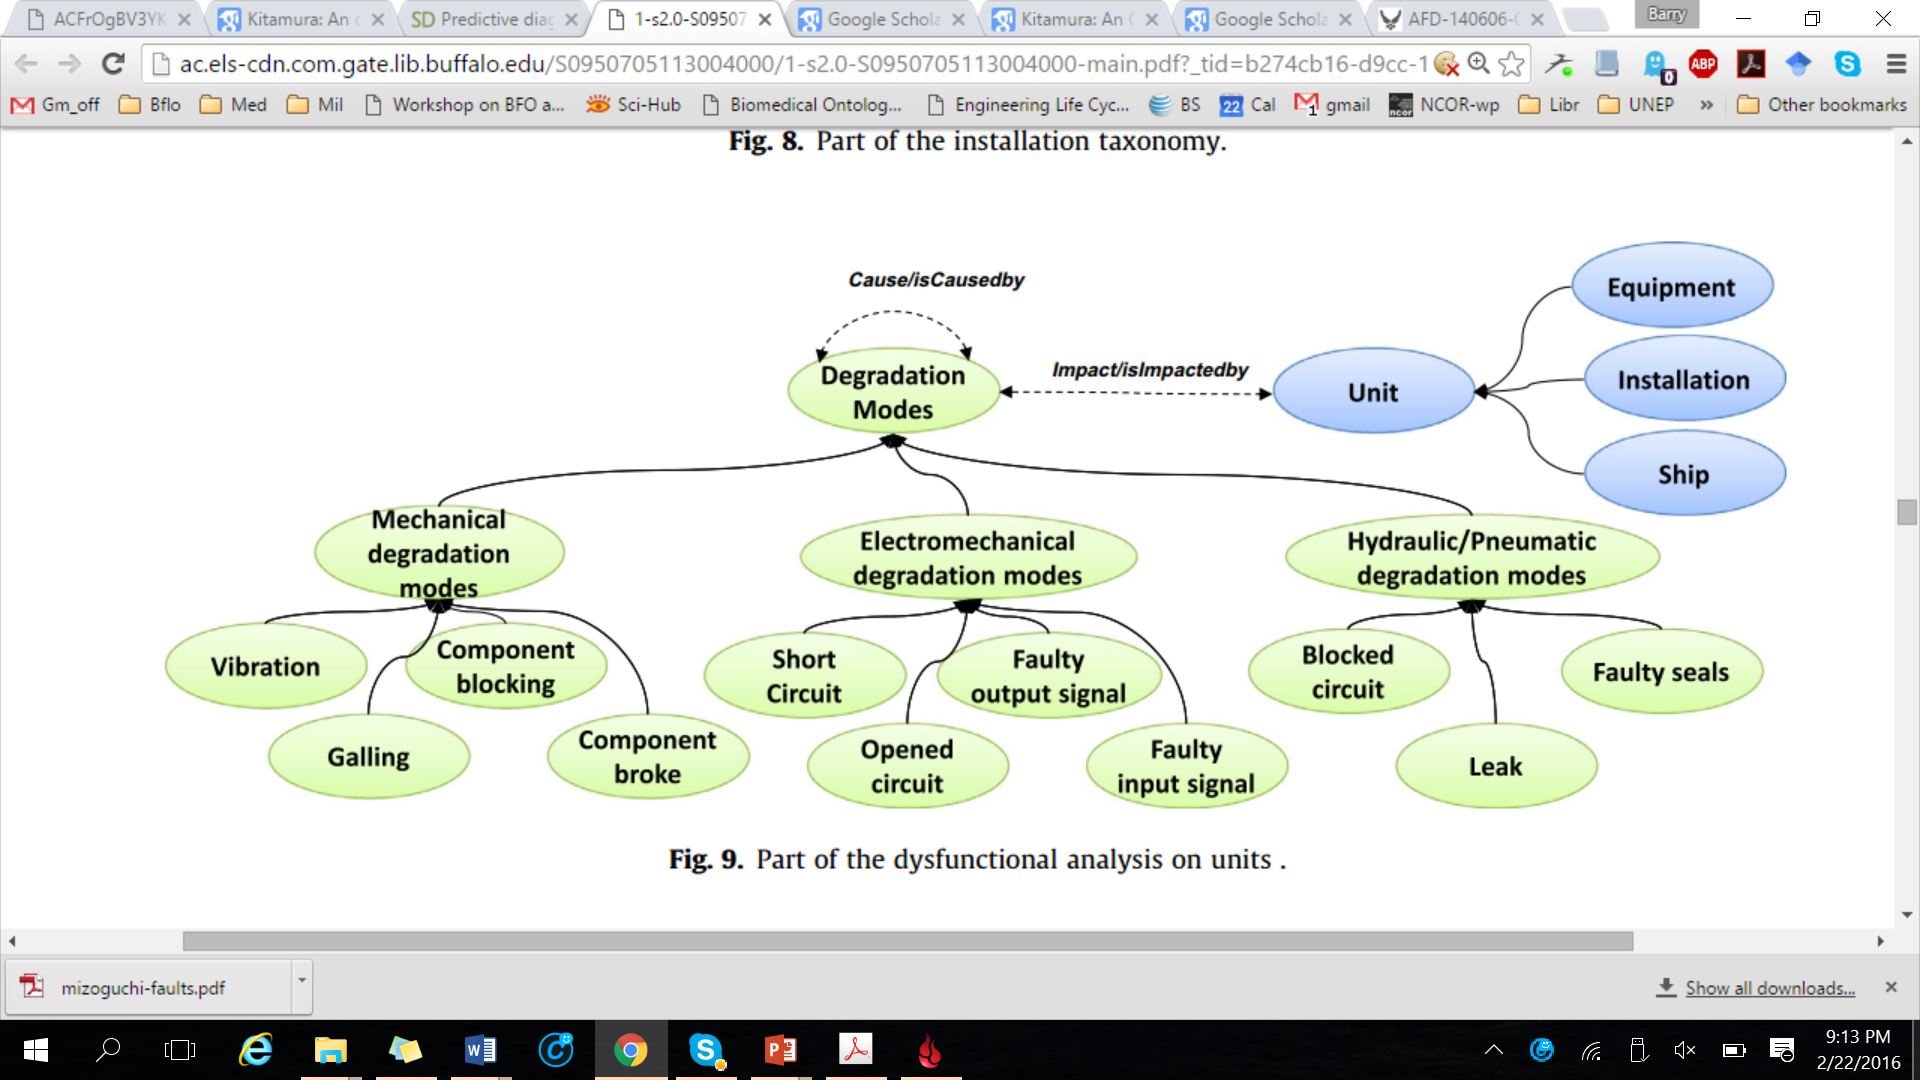 ACFrOgBV3YK
Kitamura: An
SD Predictive diag
1-s2.0-S09507
Google Schola
Kitamura: An
Google Schola
AFD-140606-
Barry
ac.els-cdn.com.gate.lib.buffalo.edu/S0950705113004000/1-s2.0-S0950705113004000-main.pdf?_tid=b274cb16-d9cc-1
0
ABP
Gm_off
Bflo
Med
Mil
Workshop on BFO a...
Sci-Hub
Biomedical Ontolog...
Engineering Life Cyc...
BS
22 Cal
1 gmail
ncor NCOR-wp
Libr
UNEP
»
Other bookmarks
Fig. 8. Part of the installation taxonomy.
Cause/isCausedby
Equipment
Degradation
Modes
Impact/isImpactedby
Unit
Installation
Ship
Mechanical
degradation
modes
Electromechanical
degradation modes
Hydraulic/Pneumatic
degradation modes
Vibration
Component
blocking
Short
Circuit
Faulty
output signal
Blocked
circuit
Faulty seals
Galling
Component
broke
Opened
circuit
Faulty
input signal
Leak
Fig. 9. Part of the dysfunctional analysis on units .
mizoguchi-faults.pdf
Show all downloads...
9:13 PM
2/22/2016